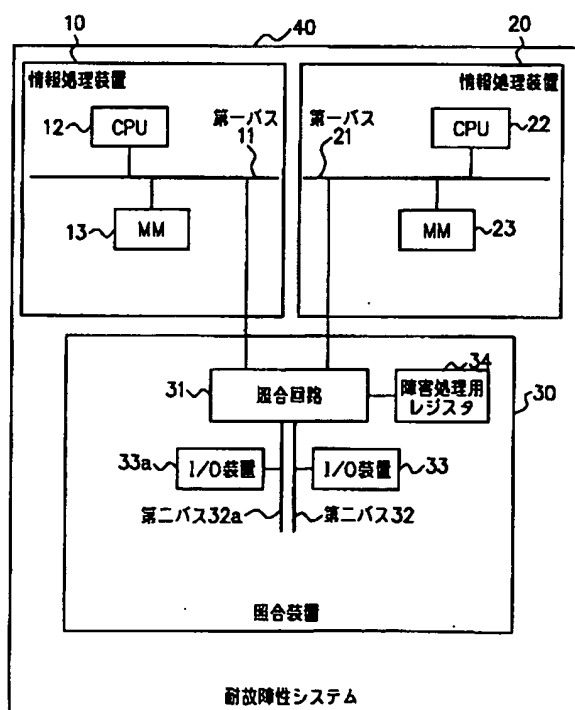 10
40
20
情報処理装置
情報処理装置
12
CPU
第一バス
11
第一バス
21
CPU
22
13
MM
MM
23
31
照合回路
34
障害処理用
レジスタ
30
33a
I/O装置
I/O装置
33
第二バス32a
第二バス32
照合装置
耐故障性システム